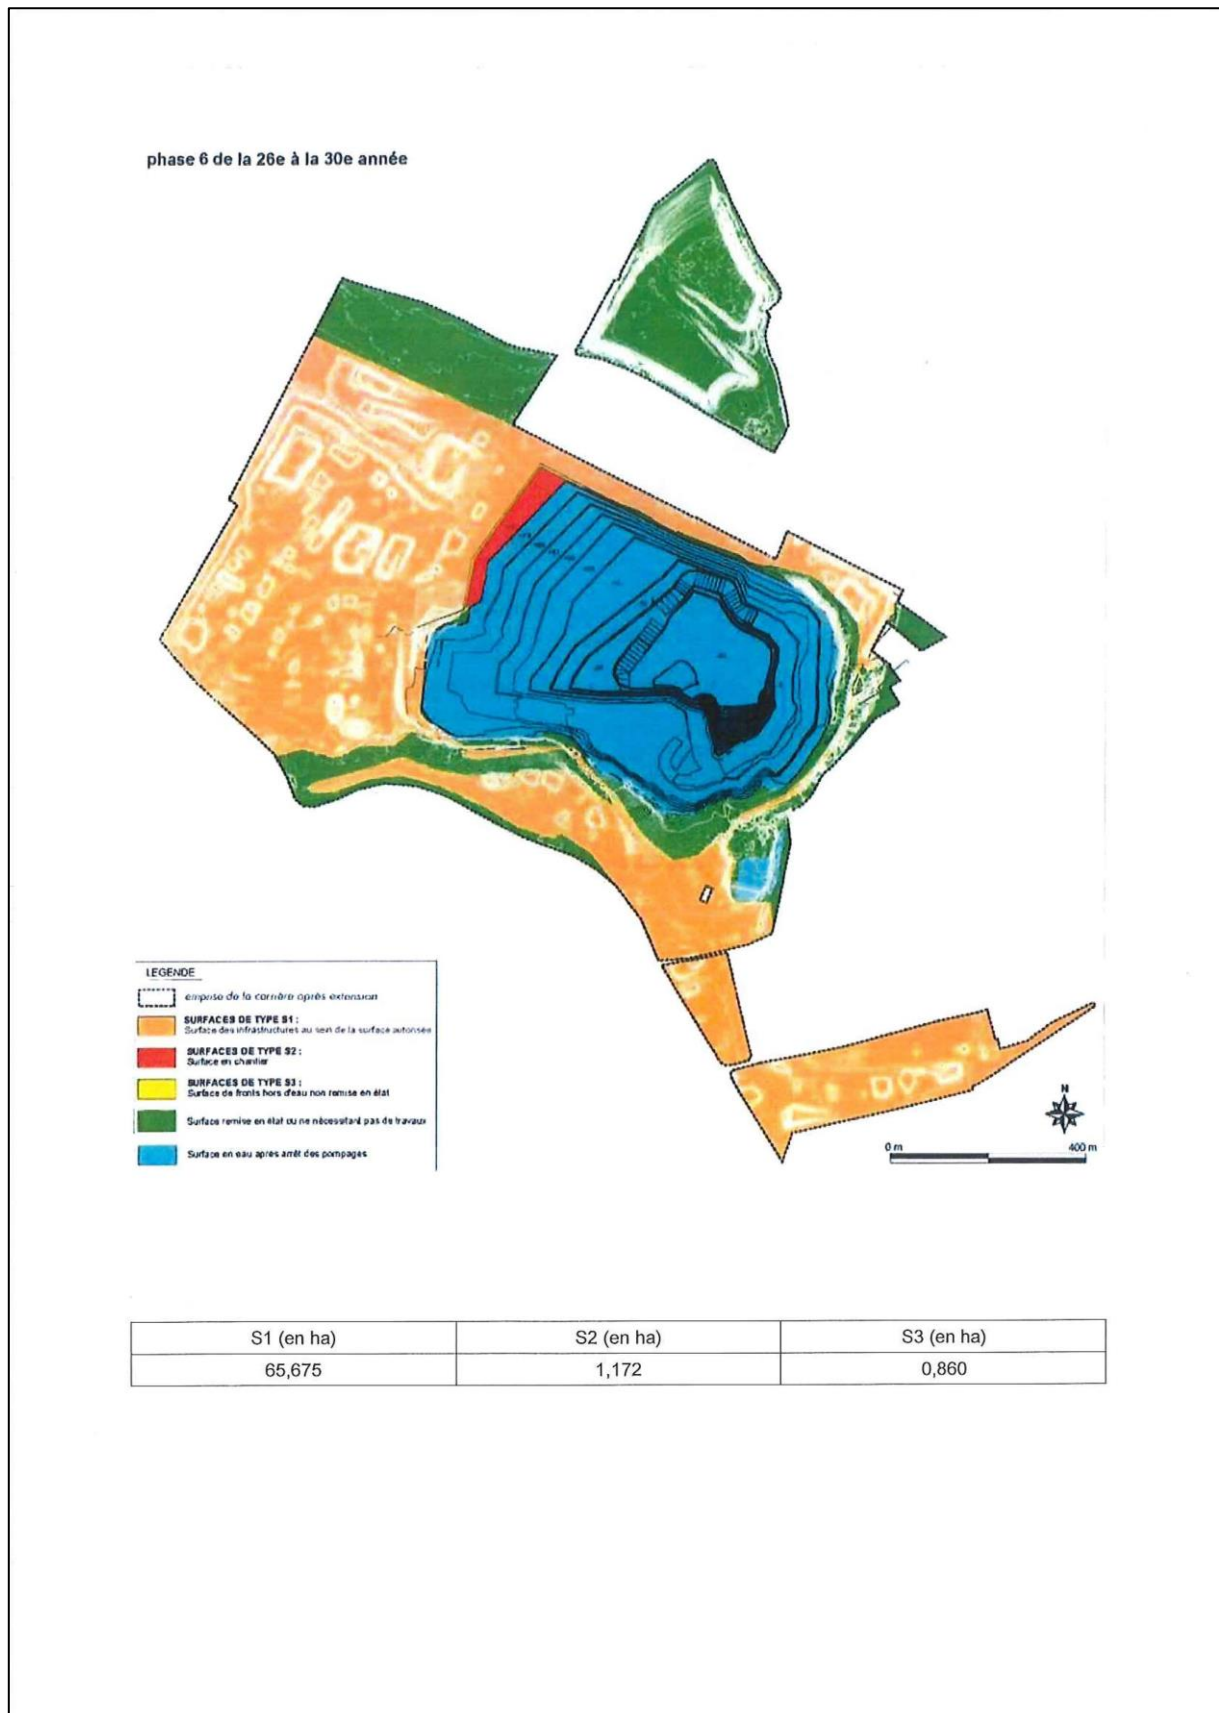 phase 6 de la 26e à la 30e année
LEGENDE
emprise de la carrière après extension
SURFACES DE TYPE S1 :
Surface des infrastructures au sein de la surface autorisée
SURFACES DE TYPE S2 :
Surface en chantier
SURFACES DE TYPE S3 :
Surface de fronts hors d'eau non remise en état
Surface remise en état ou ne nécessitant pas de travaux
Surface en eau après arrêt des pompages
N
0 m 400 m
S1 (en ha) S2 (en ha) S3 (en ha)
65,675 1,172 0,860